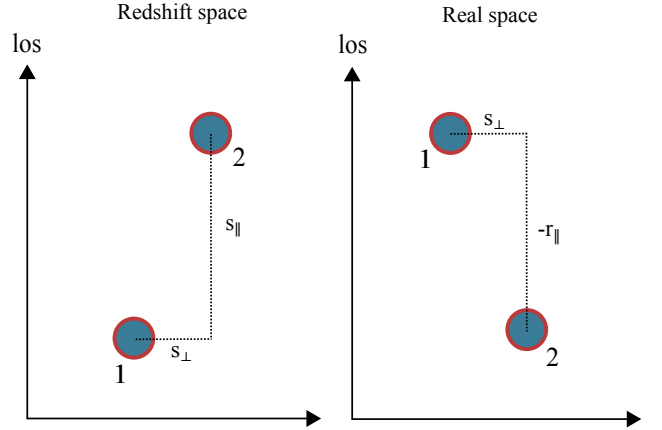 Redshift space
los
2
s∥
s⊥
1
Real space
los
s⊥
1
-r∥
2